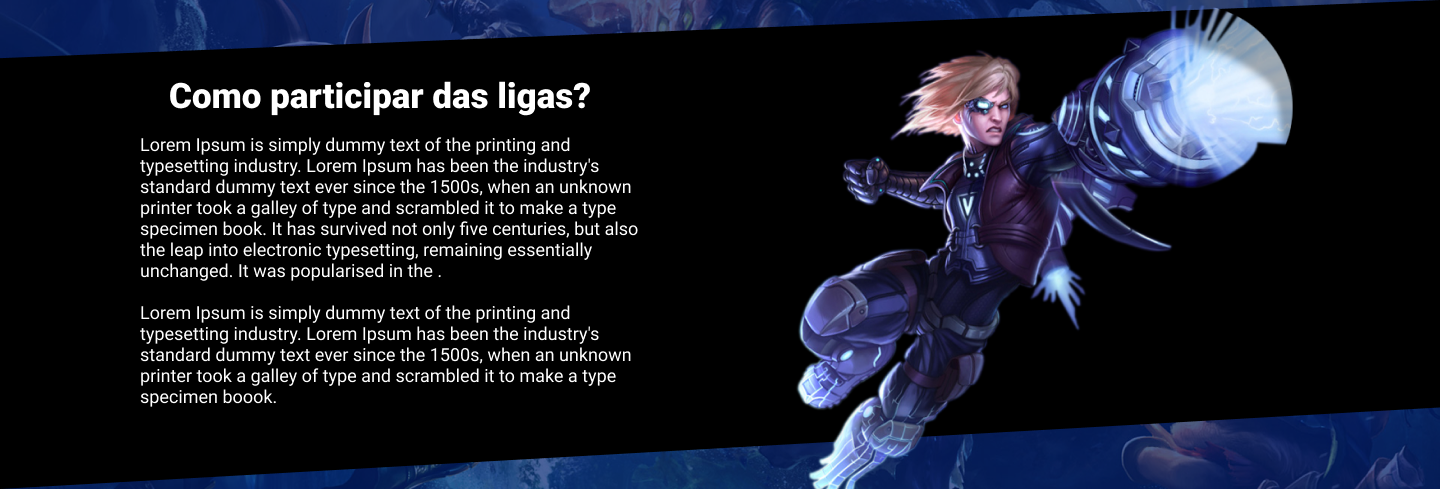 Como participar das ligas?
Lorem Ipsum is simply dummy text of the printing and
typesetting industry. Lorem Ipsum has been the industry's
standard dummy text ever since the 1500s, when an unknown
printer took a galley of type and scrambled it to make a type
specimen book. It has survived not only five centuries, but also
the leap into electronic typesetting, remaining essentially
unchanged. It was popularised in the .
Lorem Ipsum is simply dummy text of the printing and
typesetting industry. Lorem Ipsum has been the industry's
standard dummy text ever since the 1500s, when an unknown
printer took a galley of type and scrambled it to make a type
specimen boook.
V